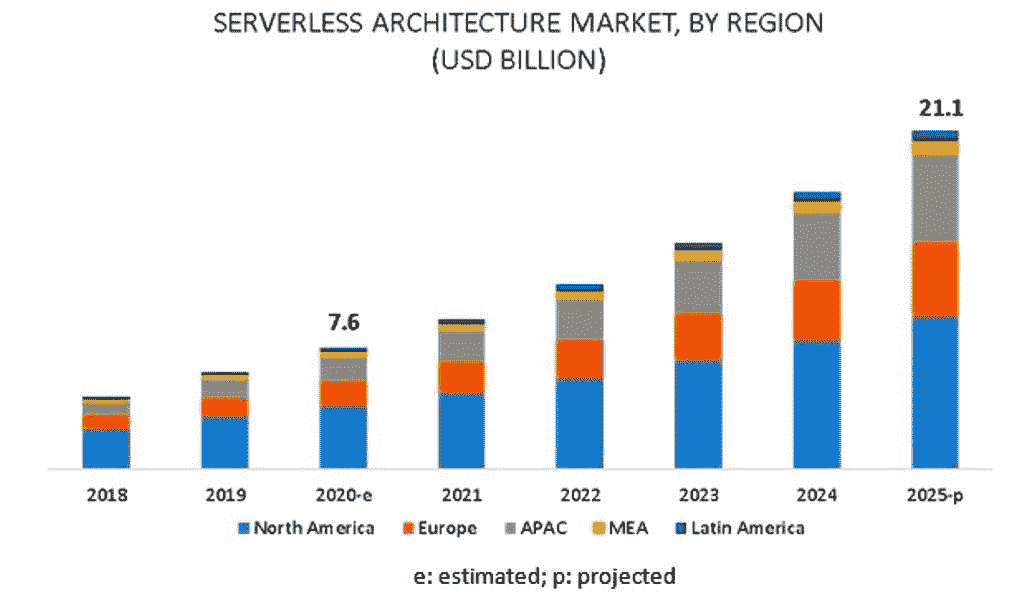 SERVERLESS ARCHITECTURE MARKET, BY REGION
(USD BILLION)
21.1
7.6
2018 2019 2020-e 2021 2022 2023 2024 2025-p
North America Europe APAC MEA Latin America
e: estimated; p: projected